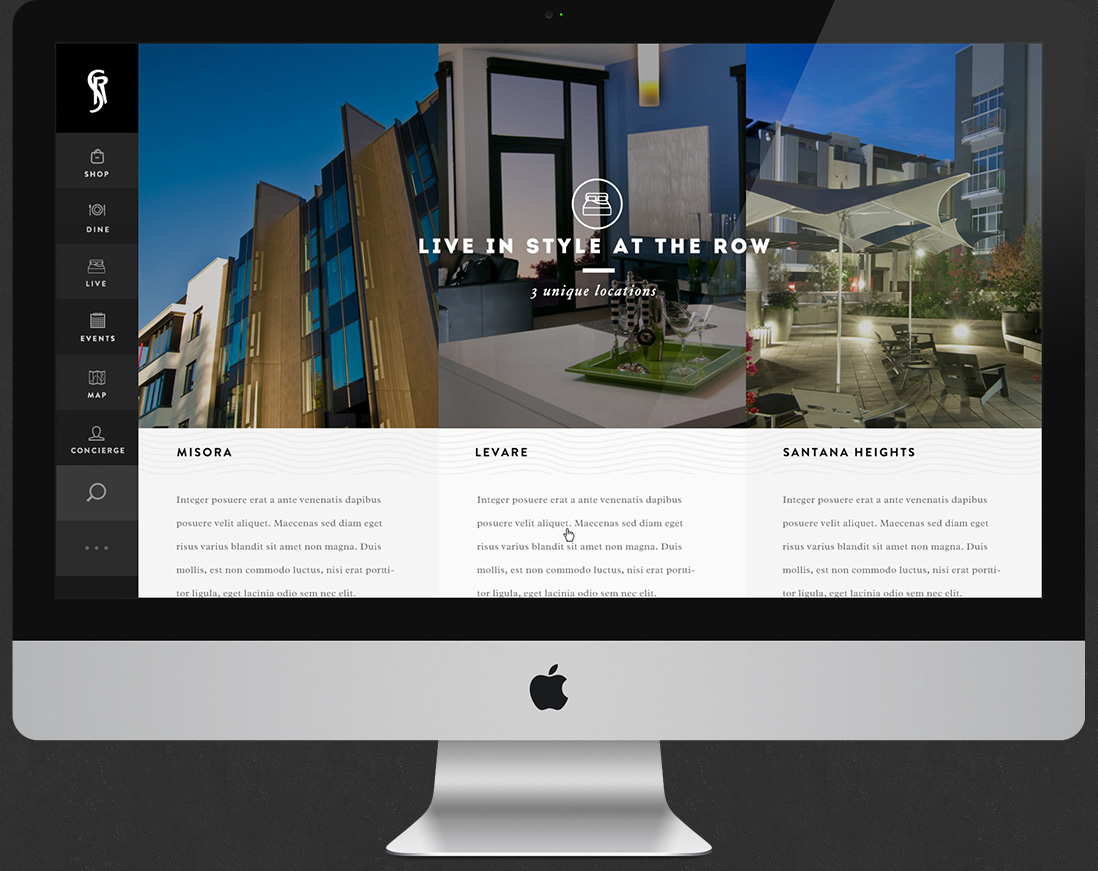 SHOP
DINE
LIVE
EVENTS
MAP
CONCIERGE
LIVE IN STYLE AT THE ROW
3 unique locations
MISORA
Integer posuere erat a ante venenatis dapibus
posuere velit aliquet. Maecenas sed diam eget
risus varius blandit sit amet non magna. Duis
mollis, est non commodo luctus, nisi erat portti-
tor ligula, eget lacinia odio sem nec elit.
LEVARE
Integer posuere erat a ante venenatis dapibus
posuere velit aliquet. Maecenas sed diam eget
risus varius blandit sit amet non magna. Duis
mollis, est non commodo luctus, nisi erat portti-
tor ligula, eget lacinia odio sem nec elit.
SANTANA HEIGHTS
Integer posuere erat a ante venenatis dapibus
posuere velit aliquet. Maecenas sed diam eget
risus varius blandit sit amet non magna. Duis
mollis, est non commodo luctus, nisi erat portti-
tor ligula, eget lacinia odio sem nec elit.